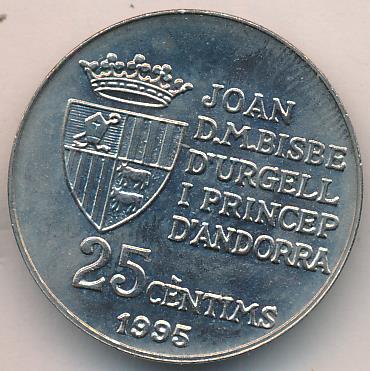 JOAN
D.M. BISBE
D'URGELL
I PRINCEP
D'ANDORRA
25 CÈNTIMS
1995